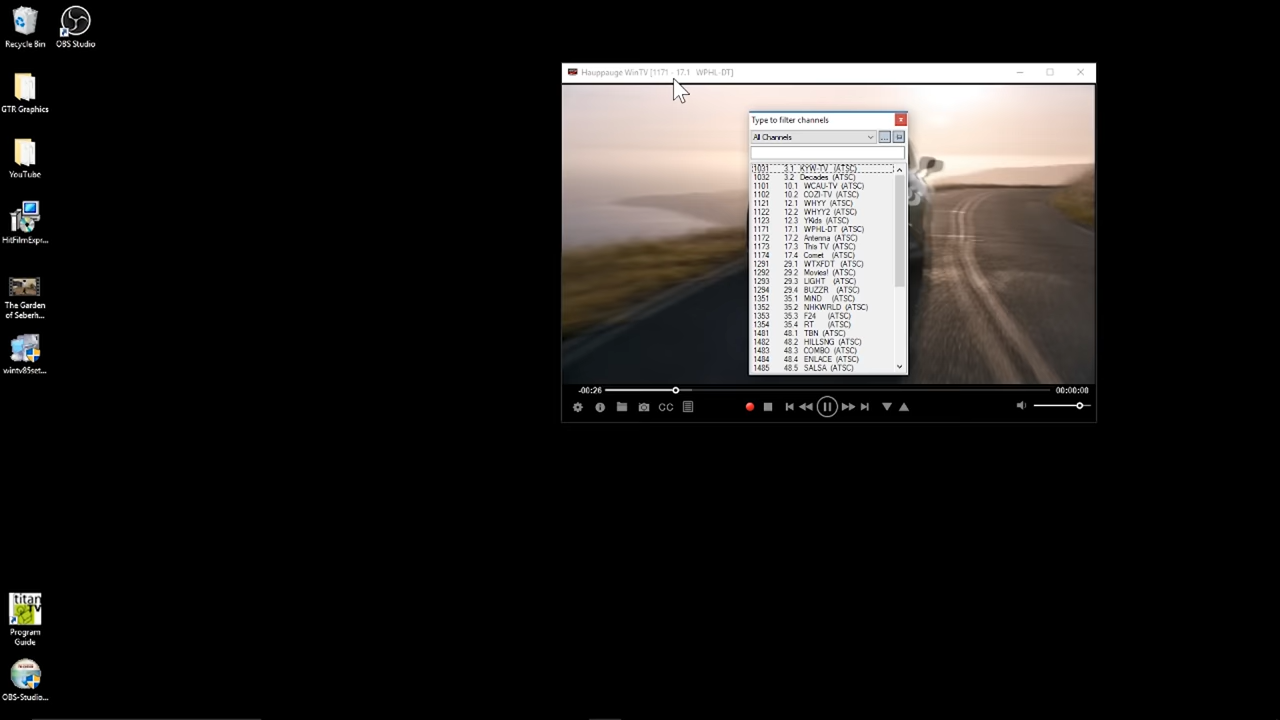 Recycle Bin
OBS Studio
GTR Graphics
YouTube
HitFilmExpr...
The Garden
of Seberh...
wintv85set...
titan
TV
Program
Guide
OBS-Studio...
Hauppauge WinTV [1171 - 17.1 WPHL-DT]
Type to filter channels
All Channels
...
1031 3.1 KYW-TV (ATSC)
1032 3.2 Decades (ATSC)
1101 10.1 WCAU-TV (ATSC)
1102 10.2 COZI-TV (ATSC)
1121 12.1 WHYY (ATSC)
1122 12.2 WHYY2 (ATSC)
1123 12.3 YKids (ATSC)
1171 17.1 WPHL-DT (ATSC)
1172 17.2 Antenna (ATSC)
1173 17.3 This TV (ATSC)
1174 17.4 Comet (ATSC)
1291 29.1 WTXFDT (ATSC)
1292 29.2 Movies! (ATSC)
1293 29.3 LIGHT (ATSC)
1294 29.4 BUZZR (ATSC)
1351 35.1 MiND (ATSC)
1352 35.2 NHKWRLD (ATSC)
1353 35.3 F24 (ATSC)
1354 35.4 RT (ATSC)
1481 48.1 TBN (ATSC)
1482 48.2 HILLSNG (ATSC)
1483 48.3 COMBO (ATSC)
1484 48.4 ENLACE (ATSC)
1485 48.5 SALSA (ATSC)
-00:26
00:00:00
CC